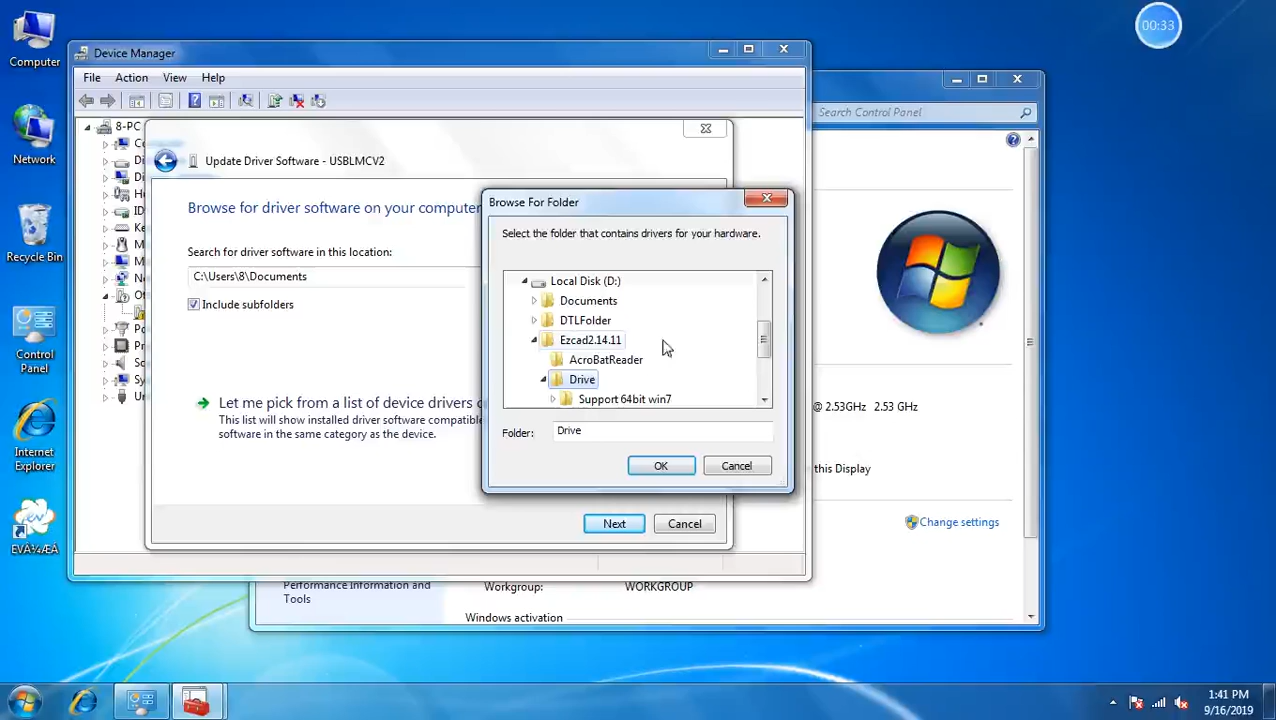 00:33
Computer
Network
Recycle Bin
Control
Panel
Internet
Explorer
EVA¼ÆÁ
Device Manager
File Action View Help
8-PC
Update Driver Software - USBLMCV2
Browse for driver software on your computer
Search for driver software in this location:
C:\Users\8\Documents
Include subfolders
Let me pick from a list of device drivers
This list will show installed driver software
software in the same category as the device.
Next
Cancel
Browse For Folder
Select the folder that contains drivers for your hardware.
Local Disk (D:)
Documents
DTLFolder
Ezcad2.14.11
AcroBatReader
Drive
Support 64bit win7
Folder:
Drive
OK
Cancel
Search Control Panel
@ 2.53GHz 2.53 GHz
this Display
Change settings
Performance Information and
Tools
Workgroup:
WORKGROUP
Windows activation
1:41 PM
9/16/2019